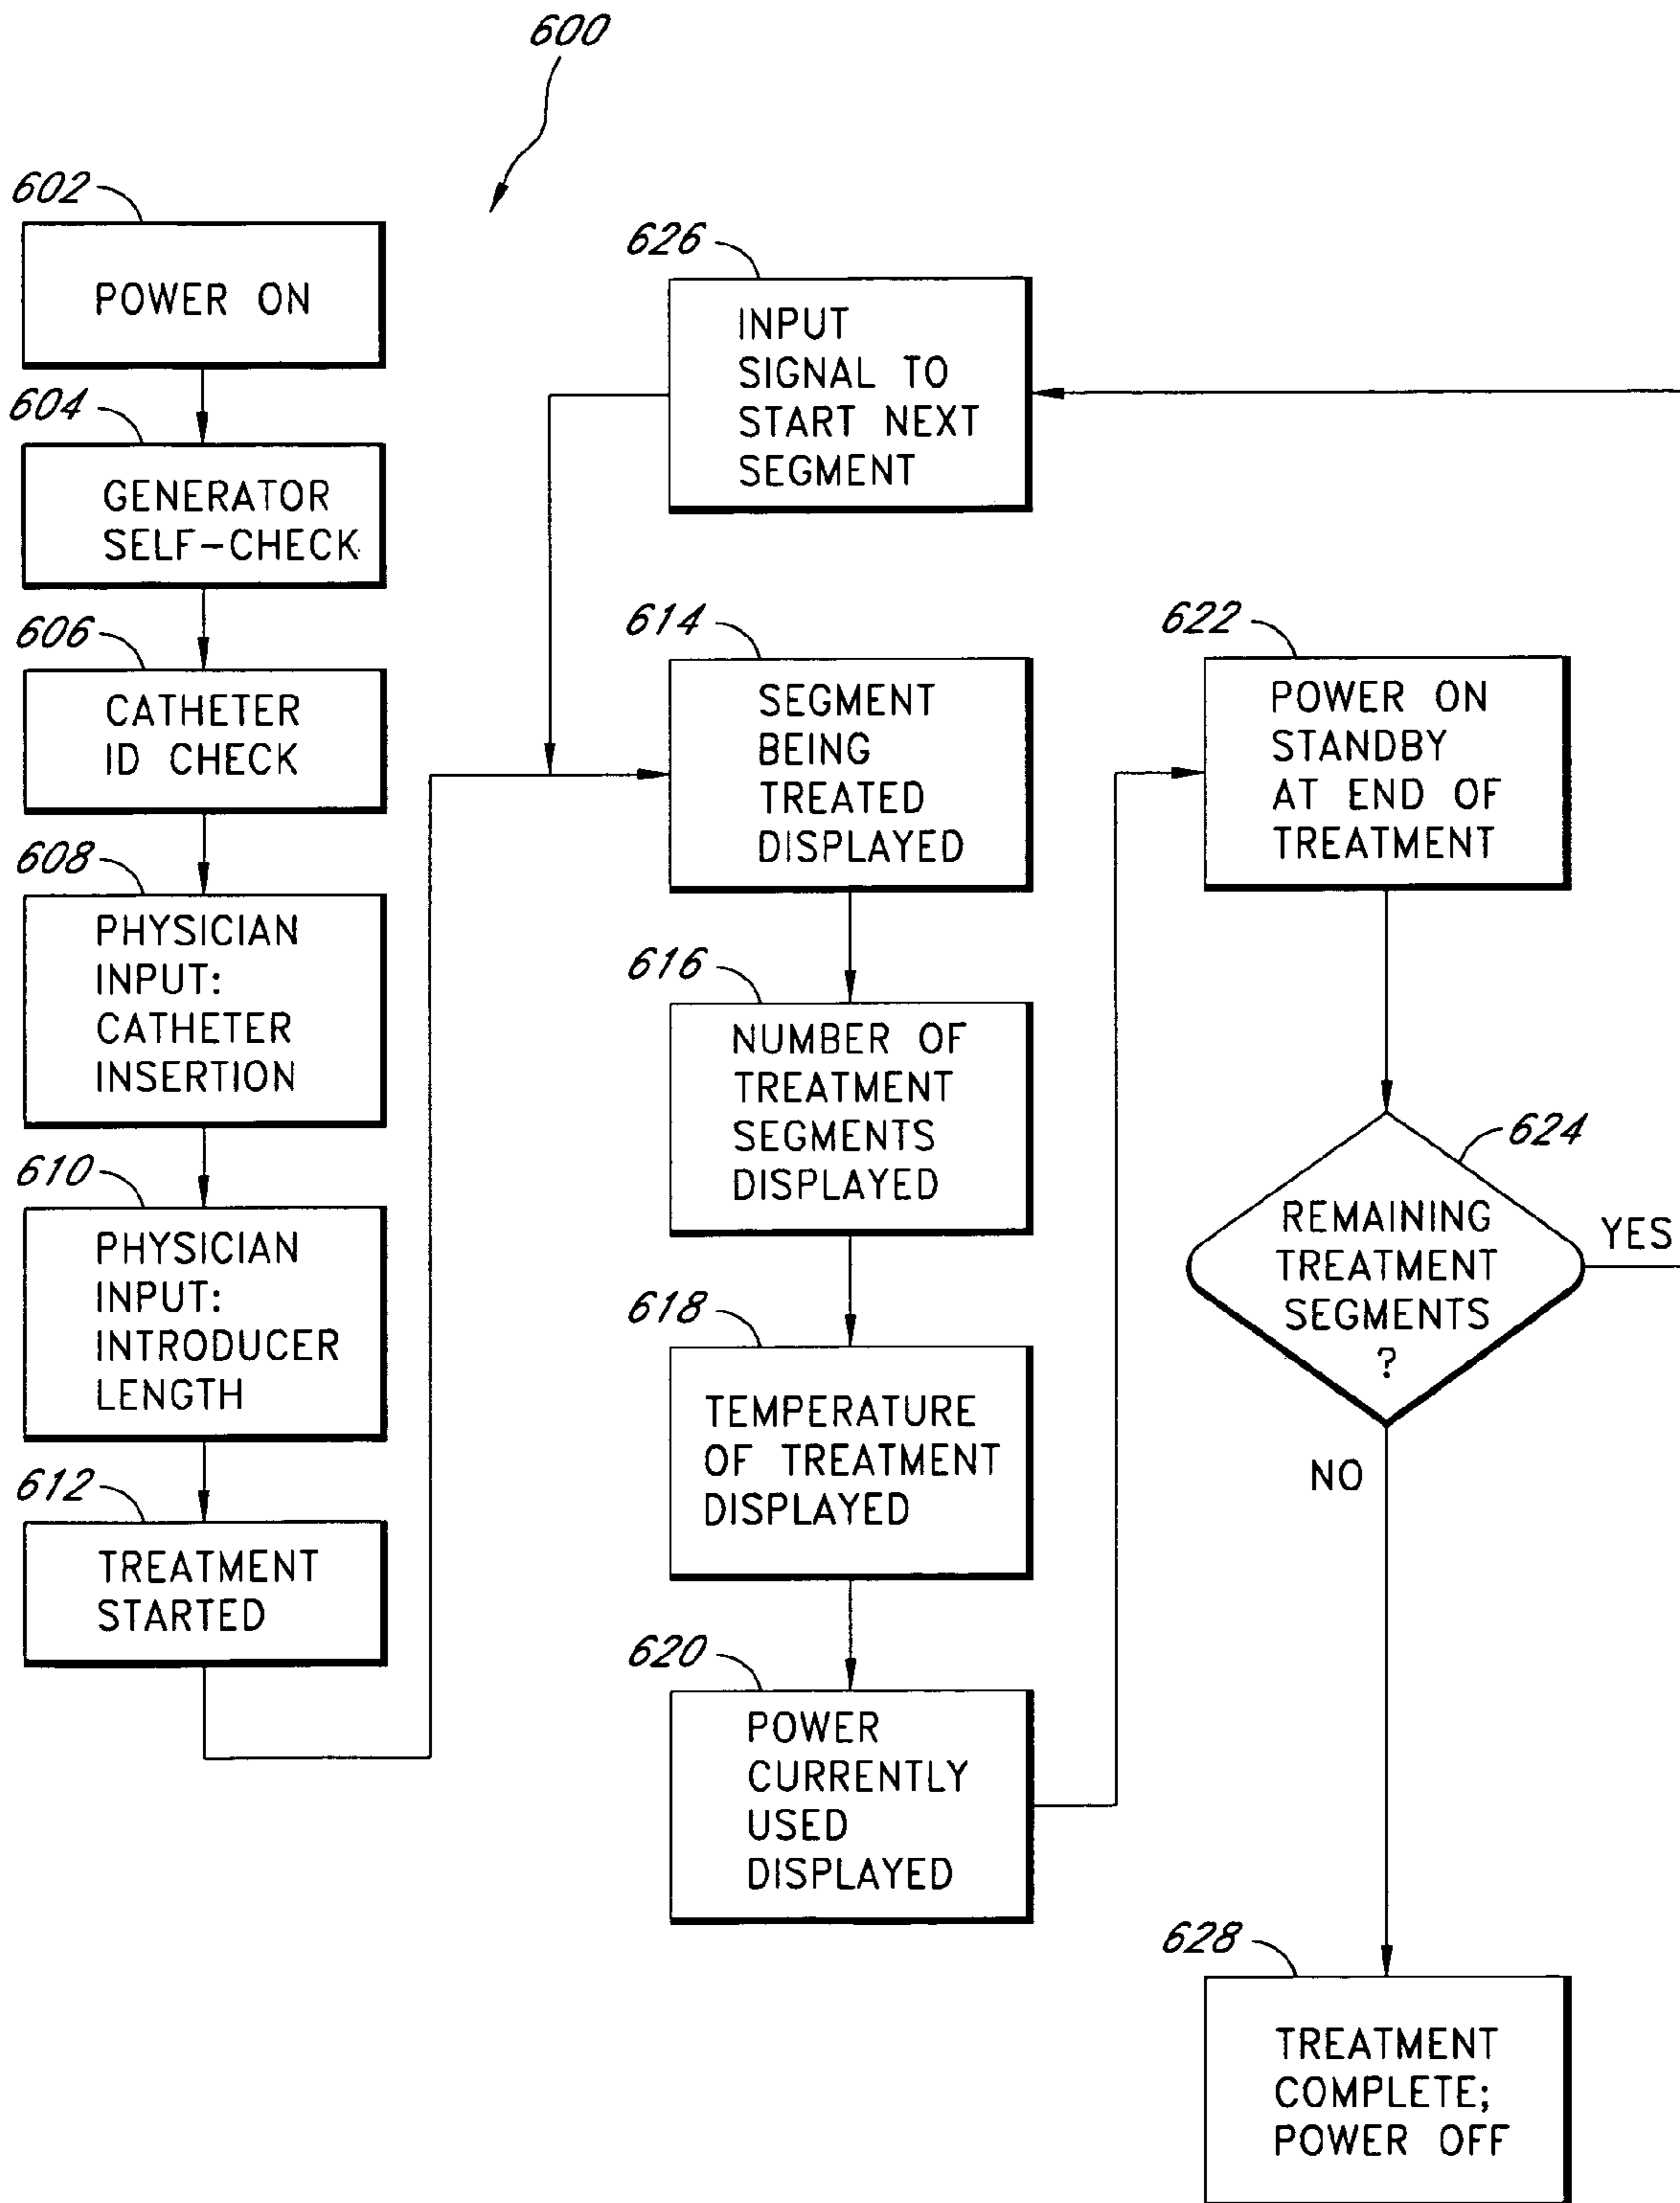 600
602
POWER ON
604
GENERATOR
SELF-CHECK
606
CATHETER
ID CHECK
608
PHYSICIAN
INPUT:
CATHETER
INSERTION
610
PHYSICIAN
INPUT:
INTRODUCER
LENGTH
612
TREATMENT
STARTED
626
INPUT
SIGNAL TO
START NEXT
SEGMENT
614
SEGMENT
BEING
TREATED
DISPLAYED
616
NUMBER OF
TREATMENT
SEGMENTS
DISPLAYED
618
TEMPERATURE
OF TREATMENT
DISPLAYED
620
POWER
CURRENTLY
USED
DISPLAYED
622
POWER ON
STANDBY
AT END OF
TREATMENT
624
REMAINING
TREATMENT
SEGMENTS
?
YES
NO
628
TREATMENT
COMPLETE;
POWER OFF